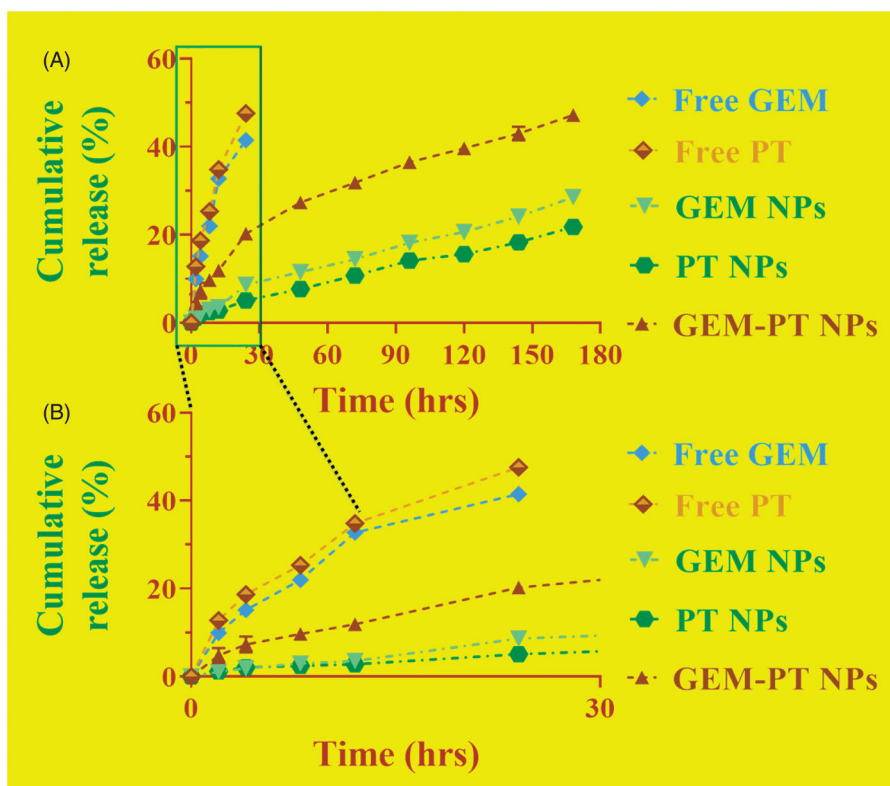 (A)
Cumulative
release (%)
60
40
20
0
0 30 60 90 120 150 180
Time (hrs)
Free GEM
Free PT
GEM NPs
PT NPs
GEM-PT NPs
(B)
Cumulative
release (%)
60
40
20
0
0 30
Time (hrs)
Free GEM
Free PT
GEM NPs
PT NPs
GEM-PT NPs